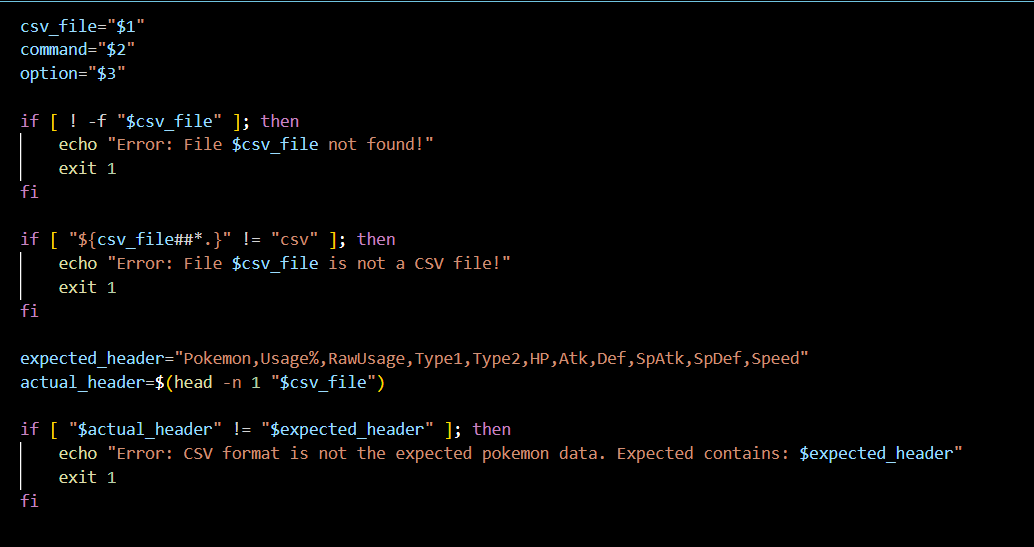 csv_file="$1"
command="$2"
option="$3"
if [ ! -f "$csv_file" ]; then
echo "Error: File $csv_file not found!"
exit 1
fi
if [ "${csv_file##*.}" != "csv" ]; then
echo "Error: File $csv_file is not a CSV file!"
exit 1
fi
expected_header="Pokemon,Usage%,RawUsage,Type1,Type2,HP,Atk,Def,SpAtk,SpDef,Speed"
actual_header=$(head -n 1 "$csv_file")
if [ "$actual_header" != "$expected_header" ]; then
echo "Error: CSV format is not the expected pokemon data. Expected contains: $expected_header"
exit 1
fi